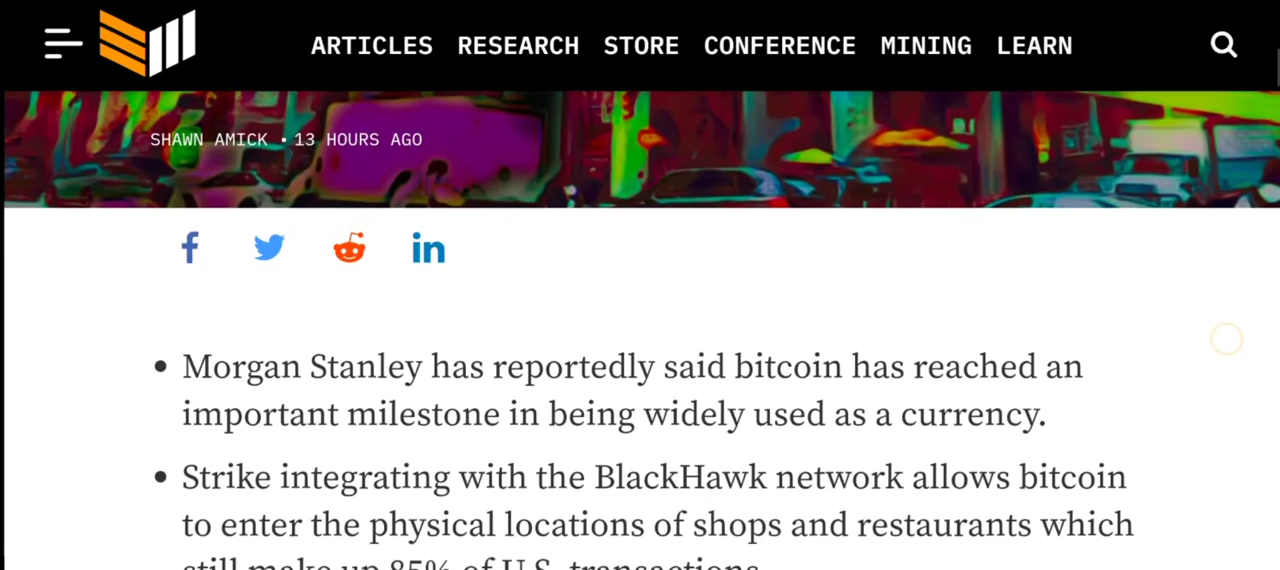 ARTICLES RESEARCH STORE CONFERENCE MINING LEARN
SHAWN AMICK • 13 HOURS AGO
• Morgan Stanley has reportedly said bitcoin has reached an
important milestone in being widely used as a currency.
• Strike integrating with the BlackHawk network allows bitcoin
to enter the physical locations of shops and restaurants which
still make up 85% of U.S. transactions.